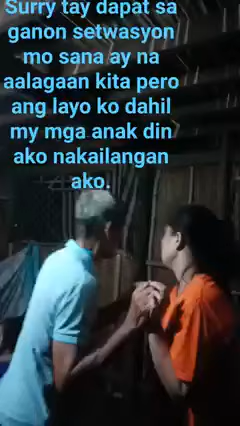 Surry tay dapat sa
ganon setwasyon
mo sana ay na
aalagaan kita pero
ang layo ko dahil
my mga anak din
ako nakailangan
ako.